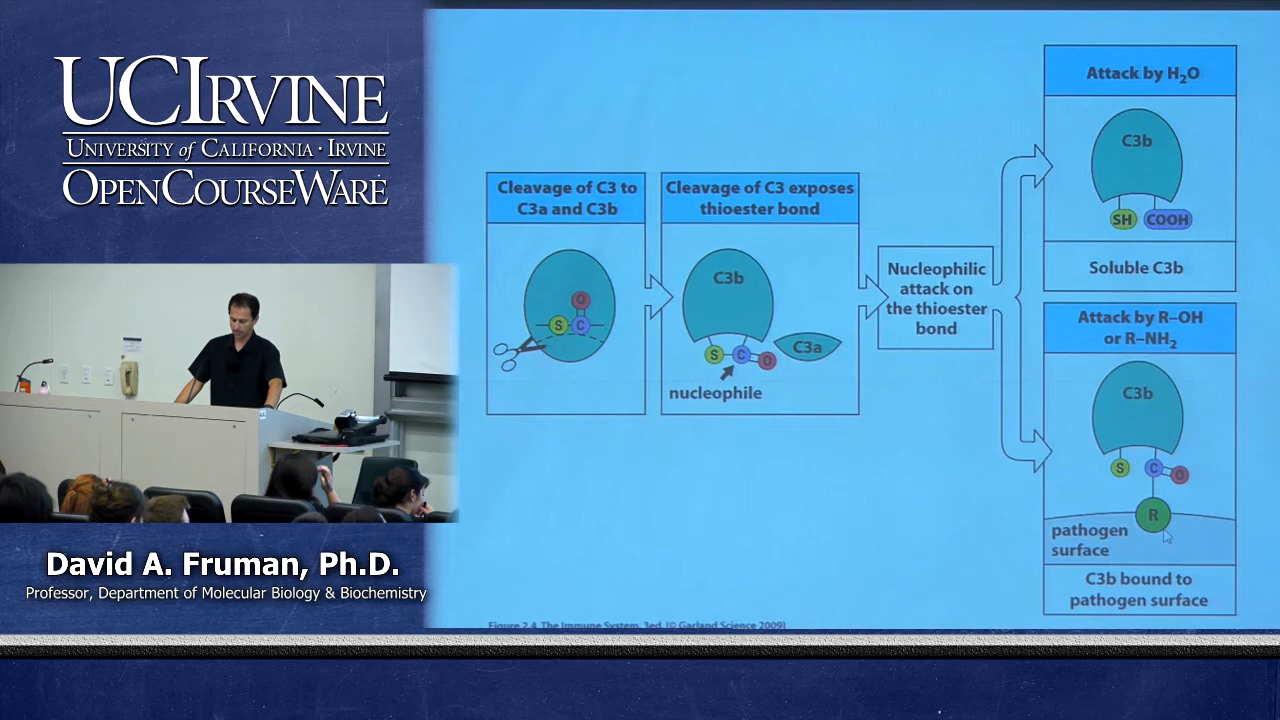 UCIRVINE
UNIVERSITY of CALIFORNIA · IRVINE
OPENCOURSEWARE
David A. Fruman, Ph.D.
Professor, Department of Molecular Biology & Biochemistry
Cleavage of C3 to
C3a and C3b
S
C
O
Cleavage of C3 exposes
thioester bond
C3b
S
C
O
C3a
nucleophile
Nucleophilic
attack on
the thioester
bond
Attack by H₂O
C3b
SH
COOH
Soluble C3b
Attack by R–OH
or R–NH₂
C3b
S
C
O
R
pathogen
surface
C3b bound to
pathogen surface
Figure 2.4 The Immune System, 3ed. (© Garland Science 2009)